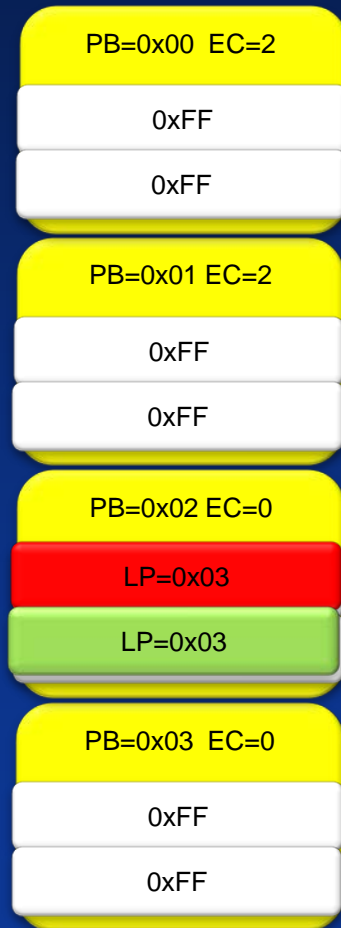 PB=0x00 EC=2
0xFF
0xFF
PB=0x01 EC=2
0xFF
0xFF
PB=0x02 EC=0
LP=0x03
LP=0x03
PB=0x03 EC=0
0xFF
0xFF